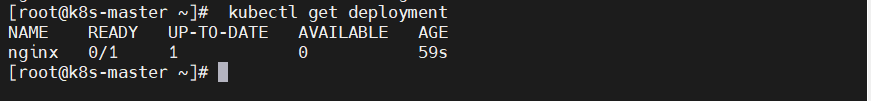 [root@k8s-master ~]#  kubectl get deployment
NAME    READY   UP-TO-DATE   AVAILABLE   AGE
nginx   0/1     1            0           59s
[root@k8s-master ~]#